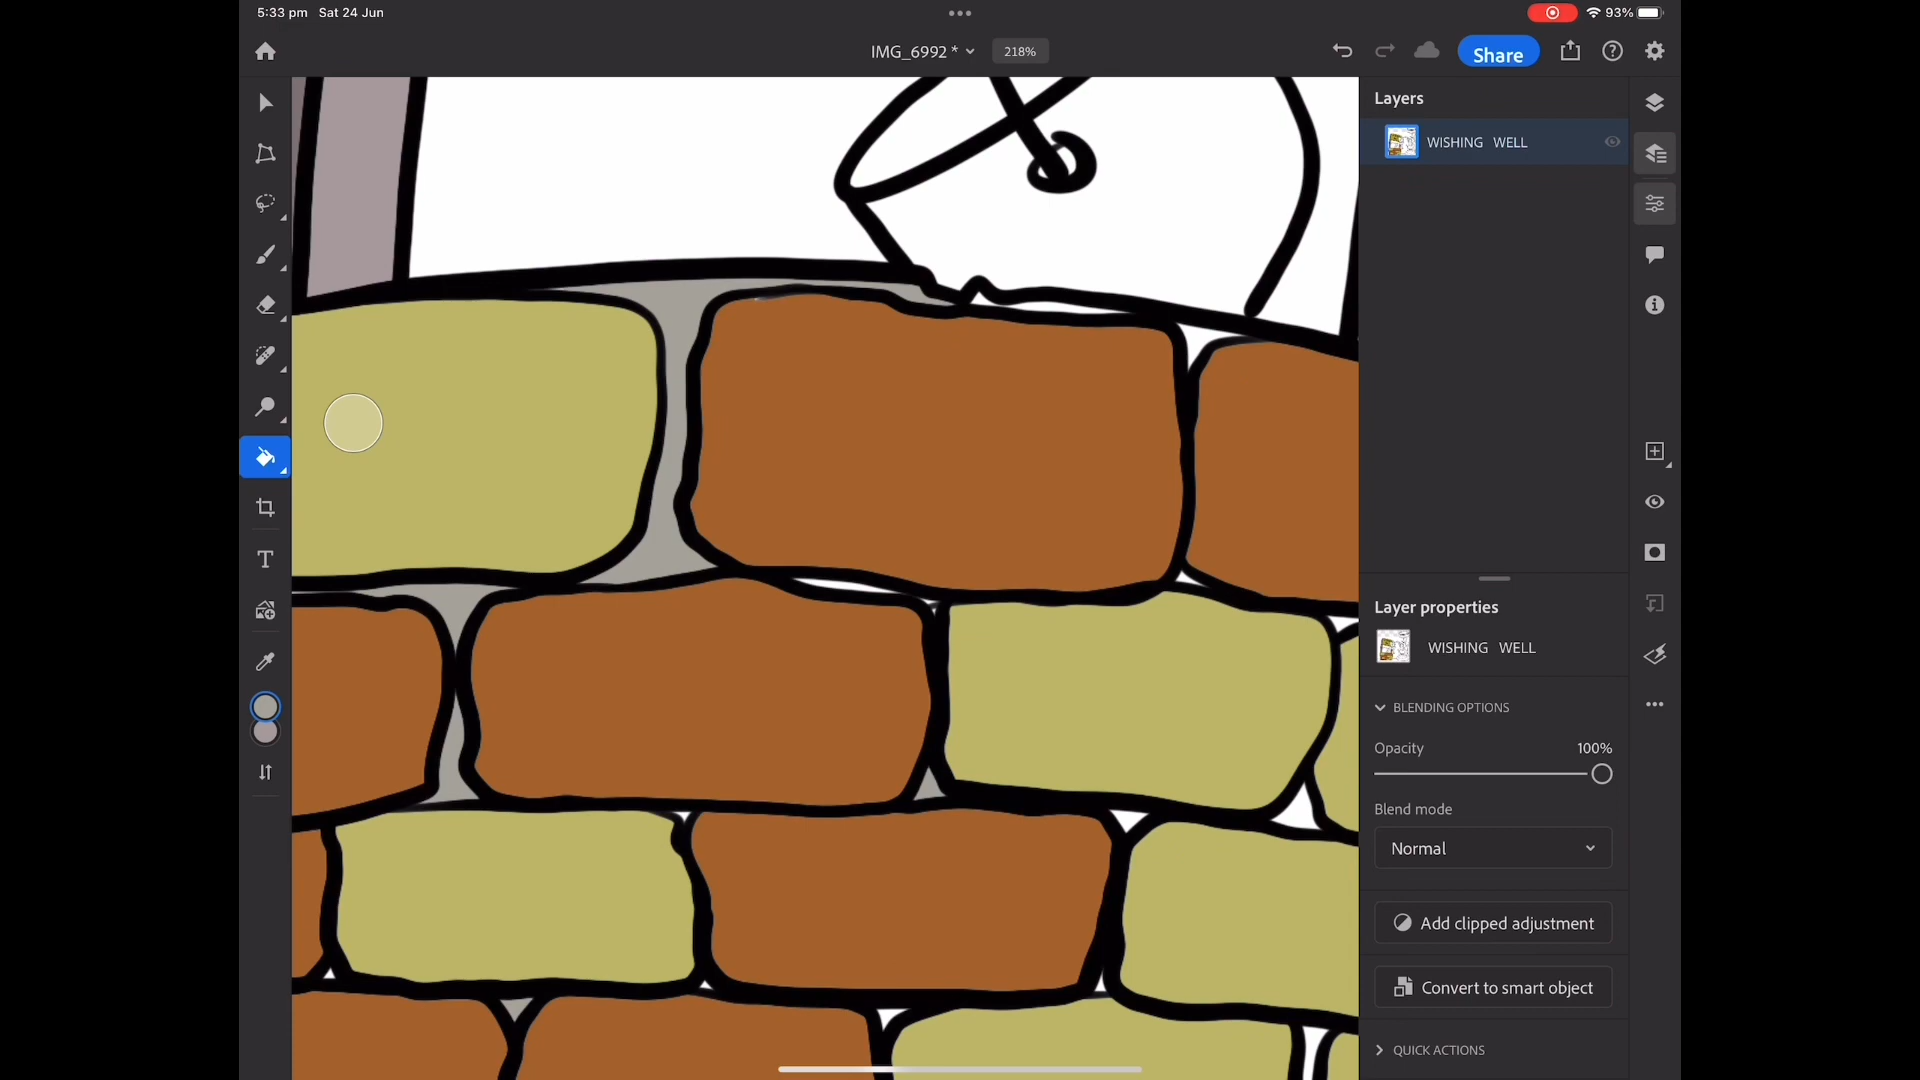 5:33 pm Sat 24 Jun
93%
IMG_6992 *
218%
Share
Layers
WISHING WELL
T
Layer properties
WISHING WELL
BLENDING OPTIONS
Opacity 100%
Blend mode
Normal
Add clipped adjustment
Convert to smart object
QUICK ACTIONS